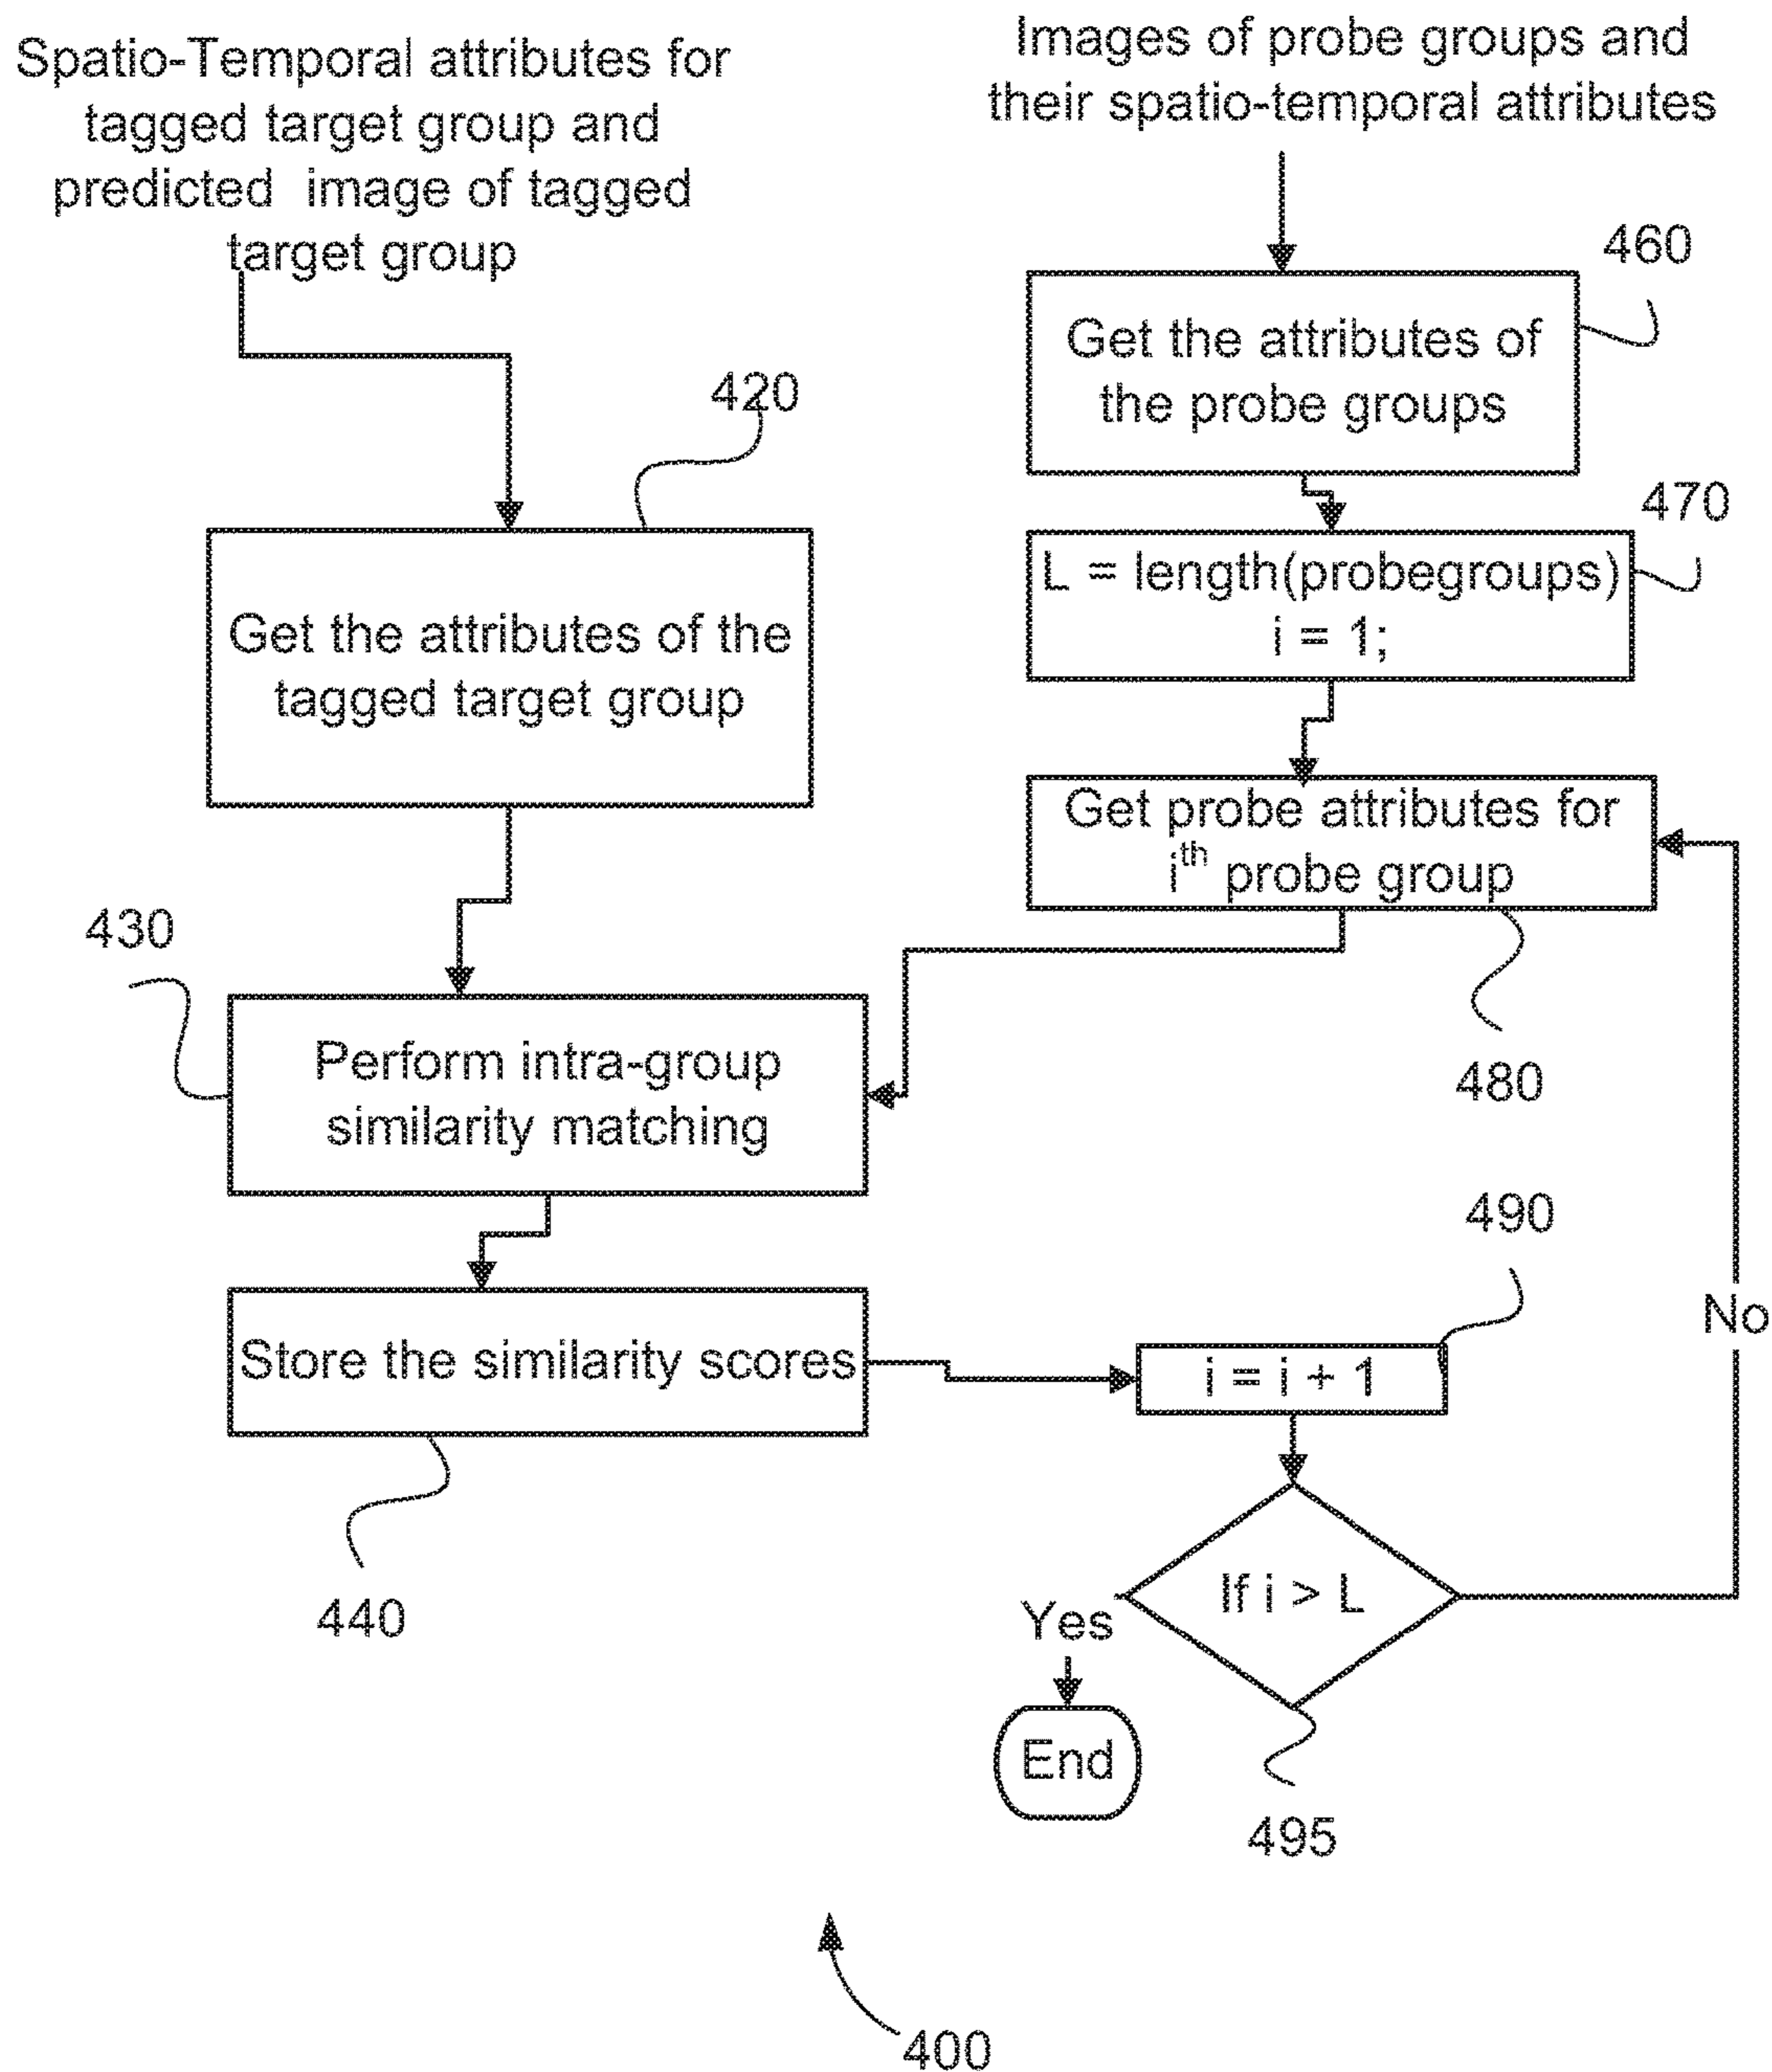 Spatio-Temporal attributes for
tagged target group and
predicted image of tagged
target group
Images of probe groups and
their spatio-temporal attributes
460
Get the attributes of
the probe groups
420
470
L = length(probegroups)
i = 1;
Get the attributes of the
tagged target group
Get probe attributes for
ith probe group
430
480
Perform intra-group
similarity matching
490
No
Store the similarity scores
i = i + 1
440
If i > L
Yes
End
495
400